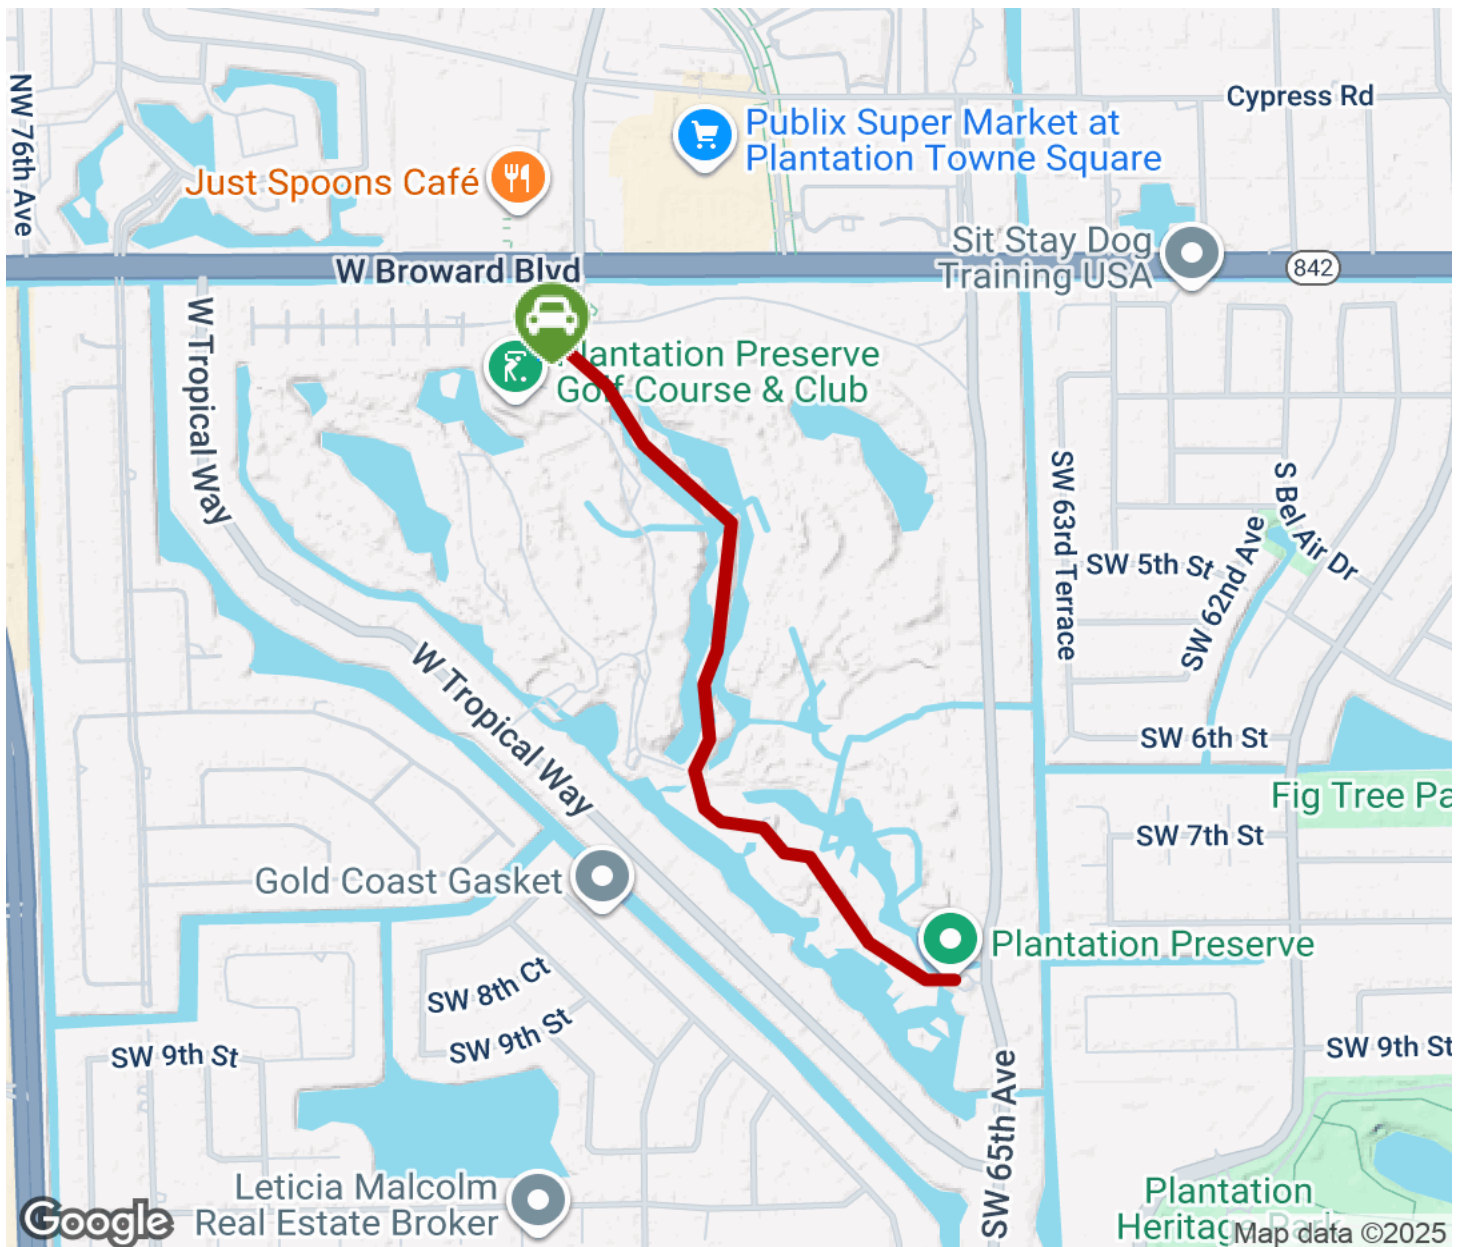 NW 76th Ave
Cypress Rd
Publix Super Market at
Plantation Towne Square
Just Spoons Café
Sit Stay Dog
Training USA
W Broward Blvd
842
W Tropical Way
Plantation Preserve
Golf Course & Club
SW 63rd Terrace
S Bel Air Dr
SW 62nd Ave
SW 5th St
W Tropical Way
SW 6th St
Fig Tree Pa
SW 7th St
Gold Coast Gasket
Plantation Preserve
SW 8th Ct
SW 9th St
SW 9th St
SW 9th St
SW 65th Ave
Leticia Malcolm
Real Estate Broker
Plantation
Heritage Park
Google
Map data ©2025